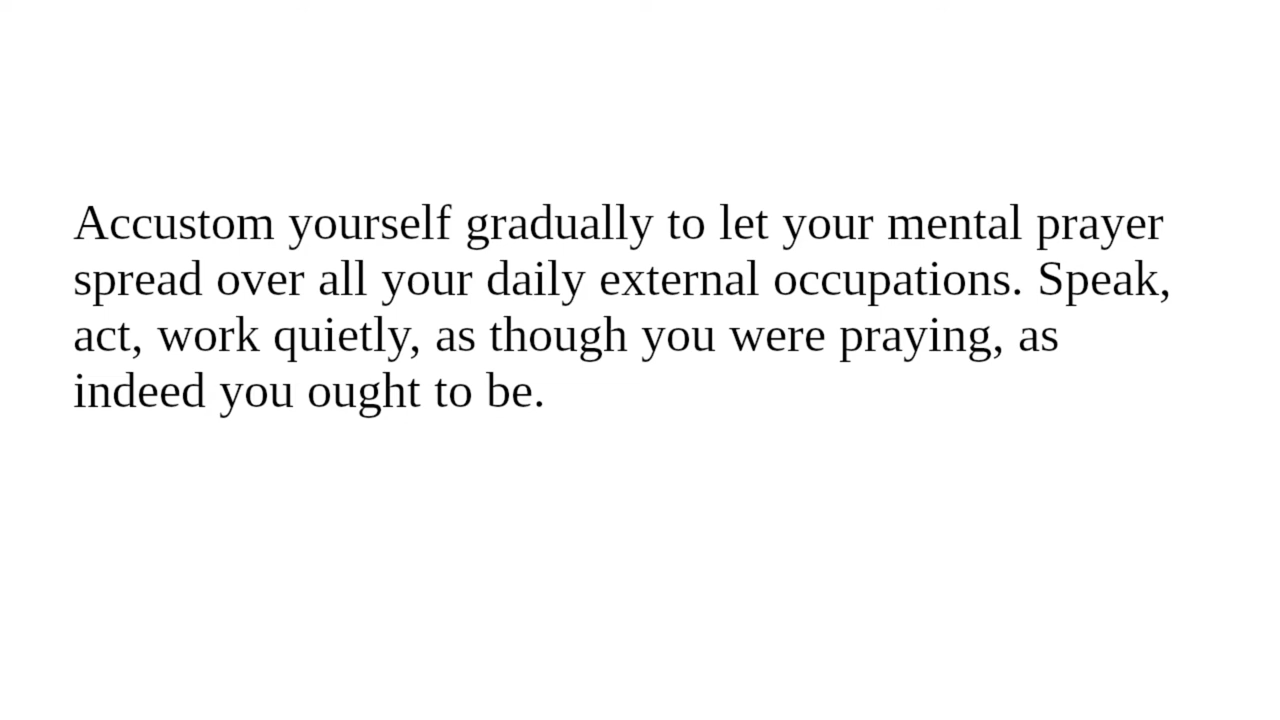 Accustom yourself gradually to let your mental prayer
spread over all your daily external occupations. Speak,
act, work quietly, as though you were praying, as
indeed you ought to be.